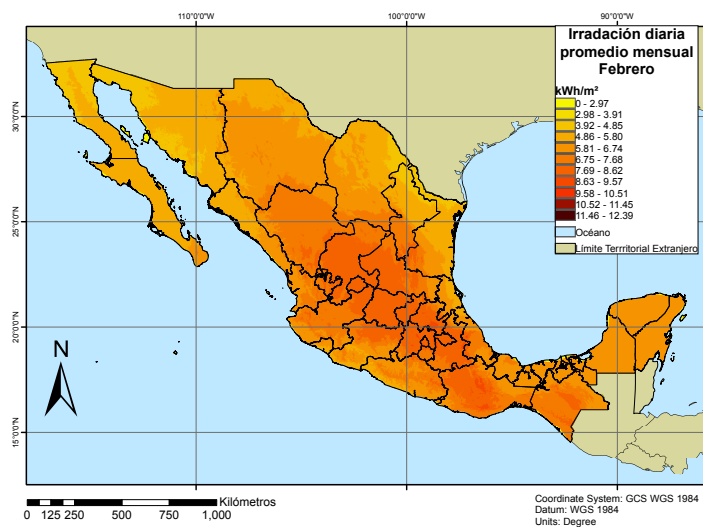 110°0'0"W
100°0'0"W
90°0'0"W
Irradación diaria
promedio mensual
Febrero
kWh/m²
0 - 2.97
2.98 - 3.91
3.92 - 4.85
4.86 - 5.80
5.81 - 6.74
6.75 - 7.68
7.69 - 8.62
8.63 - 9.57
9.58 - 10.51
10.52 - 11.45
11.46 - 12.39
Océano
Límite Terrritorial Extranjero
30°0'0"N
25°0'0"N
20°0'0"N
15°0'0"N
N
Kilómetros
0 125 250 500 750 1,000
Coordinate System: GCS WGS 1984
Datum: WGS 1984
Units: Degree